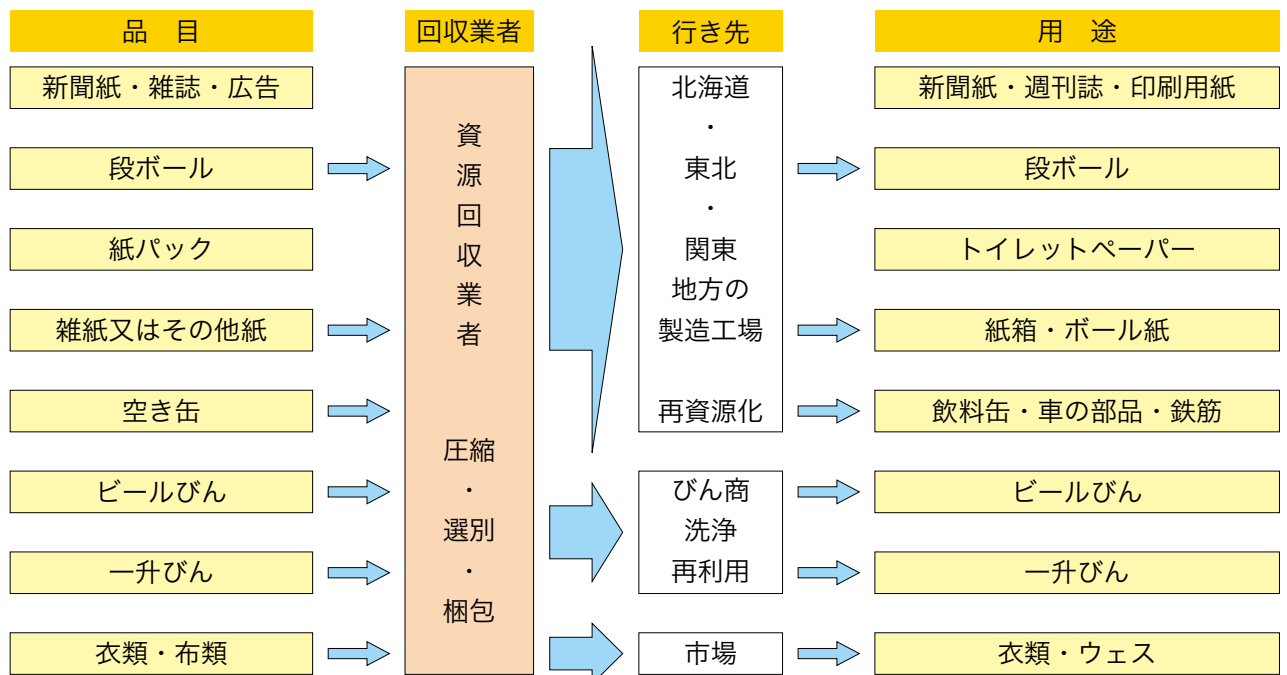 品　目
回収業者
行き先
用　途
新聞紙・雑誌・広告
段ボール
紙パック
雑紙又はその他紙
空き缶
ビールびん
一升びん
衣類・布類
資源回収業者
圧縮・選別・梱包
北海道
・
東北
・
関東
地方の
製造工場
再資源化
びん商
洗浄
再利用
市場
新聞紙・週刊誌・印刷用紙
段ボール
トイレットペーパー
紙箱・ボール紙
飲料缶・車の部品・鉄筋
ビールびん
一升びん
衣類・ウェス